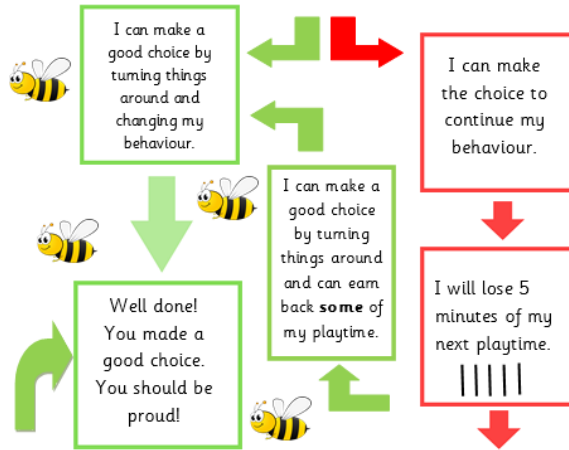 I can make a
good choice by
turning things
around and
changing my
behaviour.
I can make
the choice to
continue my
behaviour.
I can make a
good choice
by turning
things around
and can earn
back some of
my playtime.
I will lose 5
minutes of my
next playtime.
Well done!
You made a
good choice.
You should be
proud!